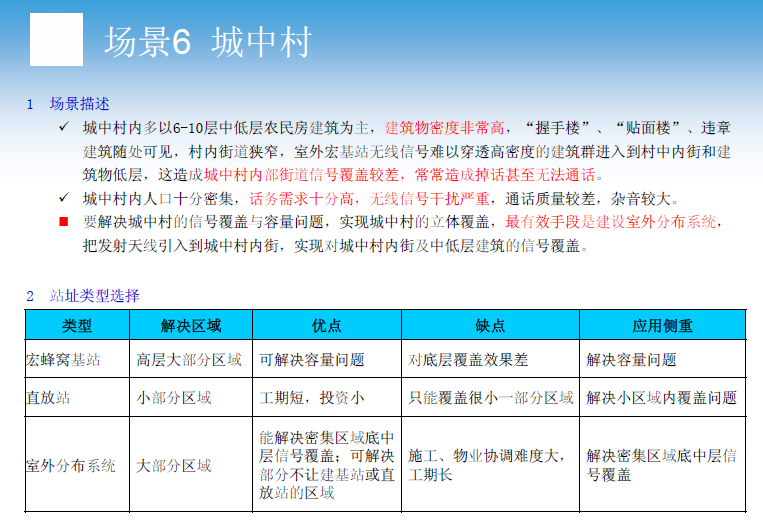 场景6 城中村
1 场景描述
✓ 城中村内多以6-10层中低层农民房建筑为主，建筑物密度非常高，“握手楼”、“贴面楼”、违章
建筑随处可见，村内街道狭窄，室外宏基站无线信号难以穿透高密度的建筑群进入到村中内街和建
筑物低层，这造成城中村内部街道信号覆盖较差，常常造成掉话甚至无法通话。
✓ 城中村内人口十分密集，话务需求十分高，无线信号干扰严重，通话质量较差，杂音较大。
■ 要解决城中村的信号覆盖与容量问题，实现城中村的立体覆盖，最有效手段是建设室外分布系统，
把发射天线引入到城中村内街，实现对城中村内街及中低层建筑的信号覆盖。
2 站址类型选择
类型 解决区域 优点 缺点 应用侧重
宏蜂窝基站 高层大部分区域 可解决容量问题 对底层覆盖效果差 解决容量问题
直放站 小部分区域 工期短，投资小 只能覆盖很小一部分区域 解决小区域内覆盖问题
室外分布系统 大部分区域
能解决密集区域底中
层信号覆盖；可解决
部分不让建基站或直
放站的区域
施工、物业协调难度大，
工期长
解决密集区域底中层信
号覆盖